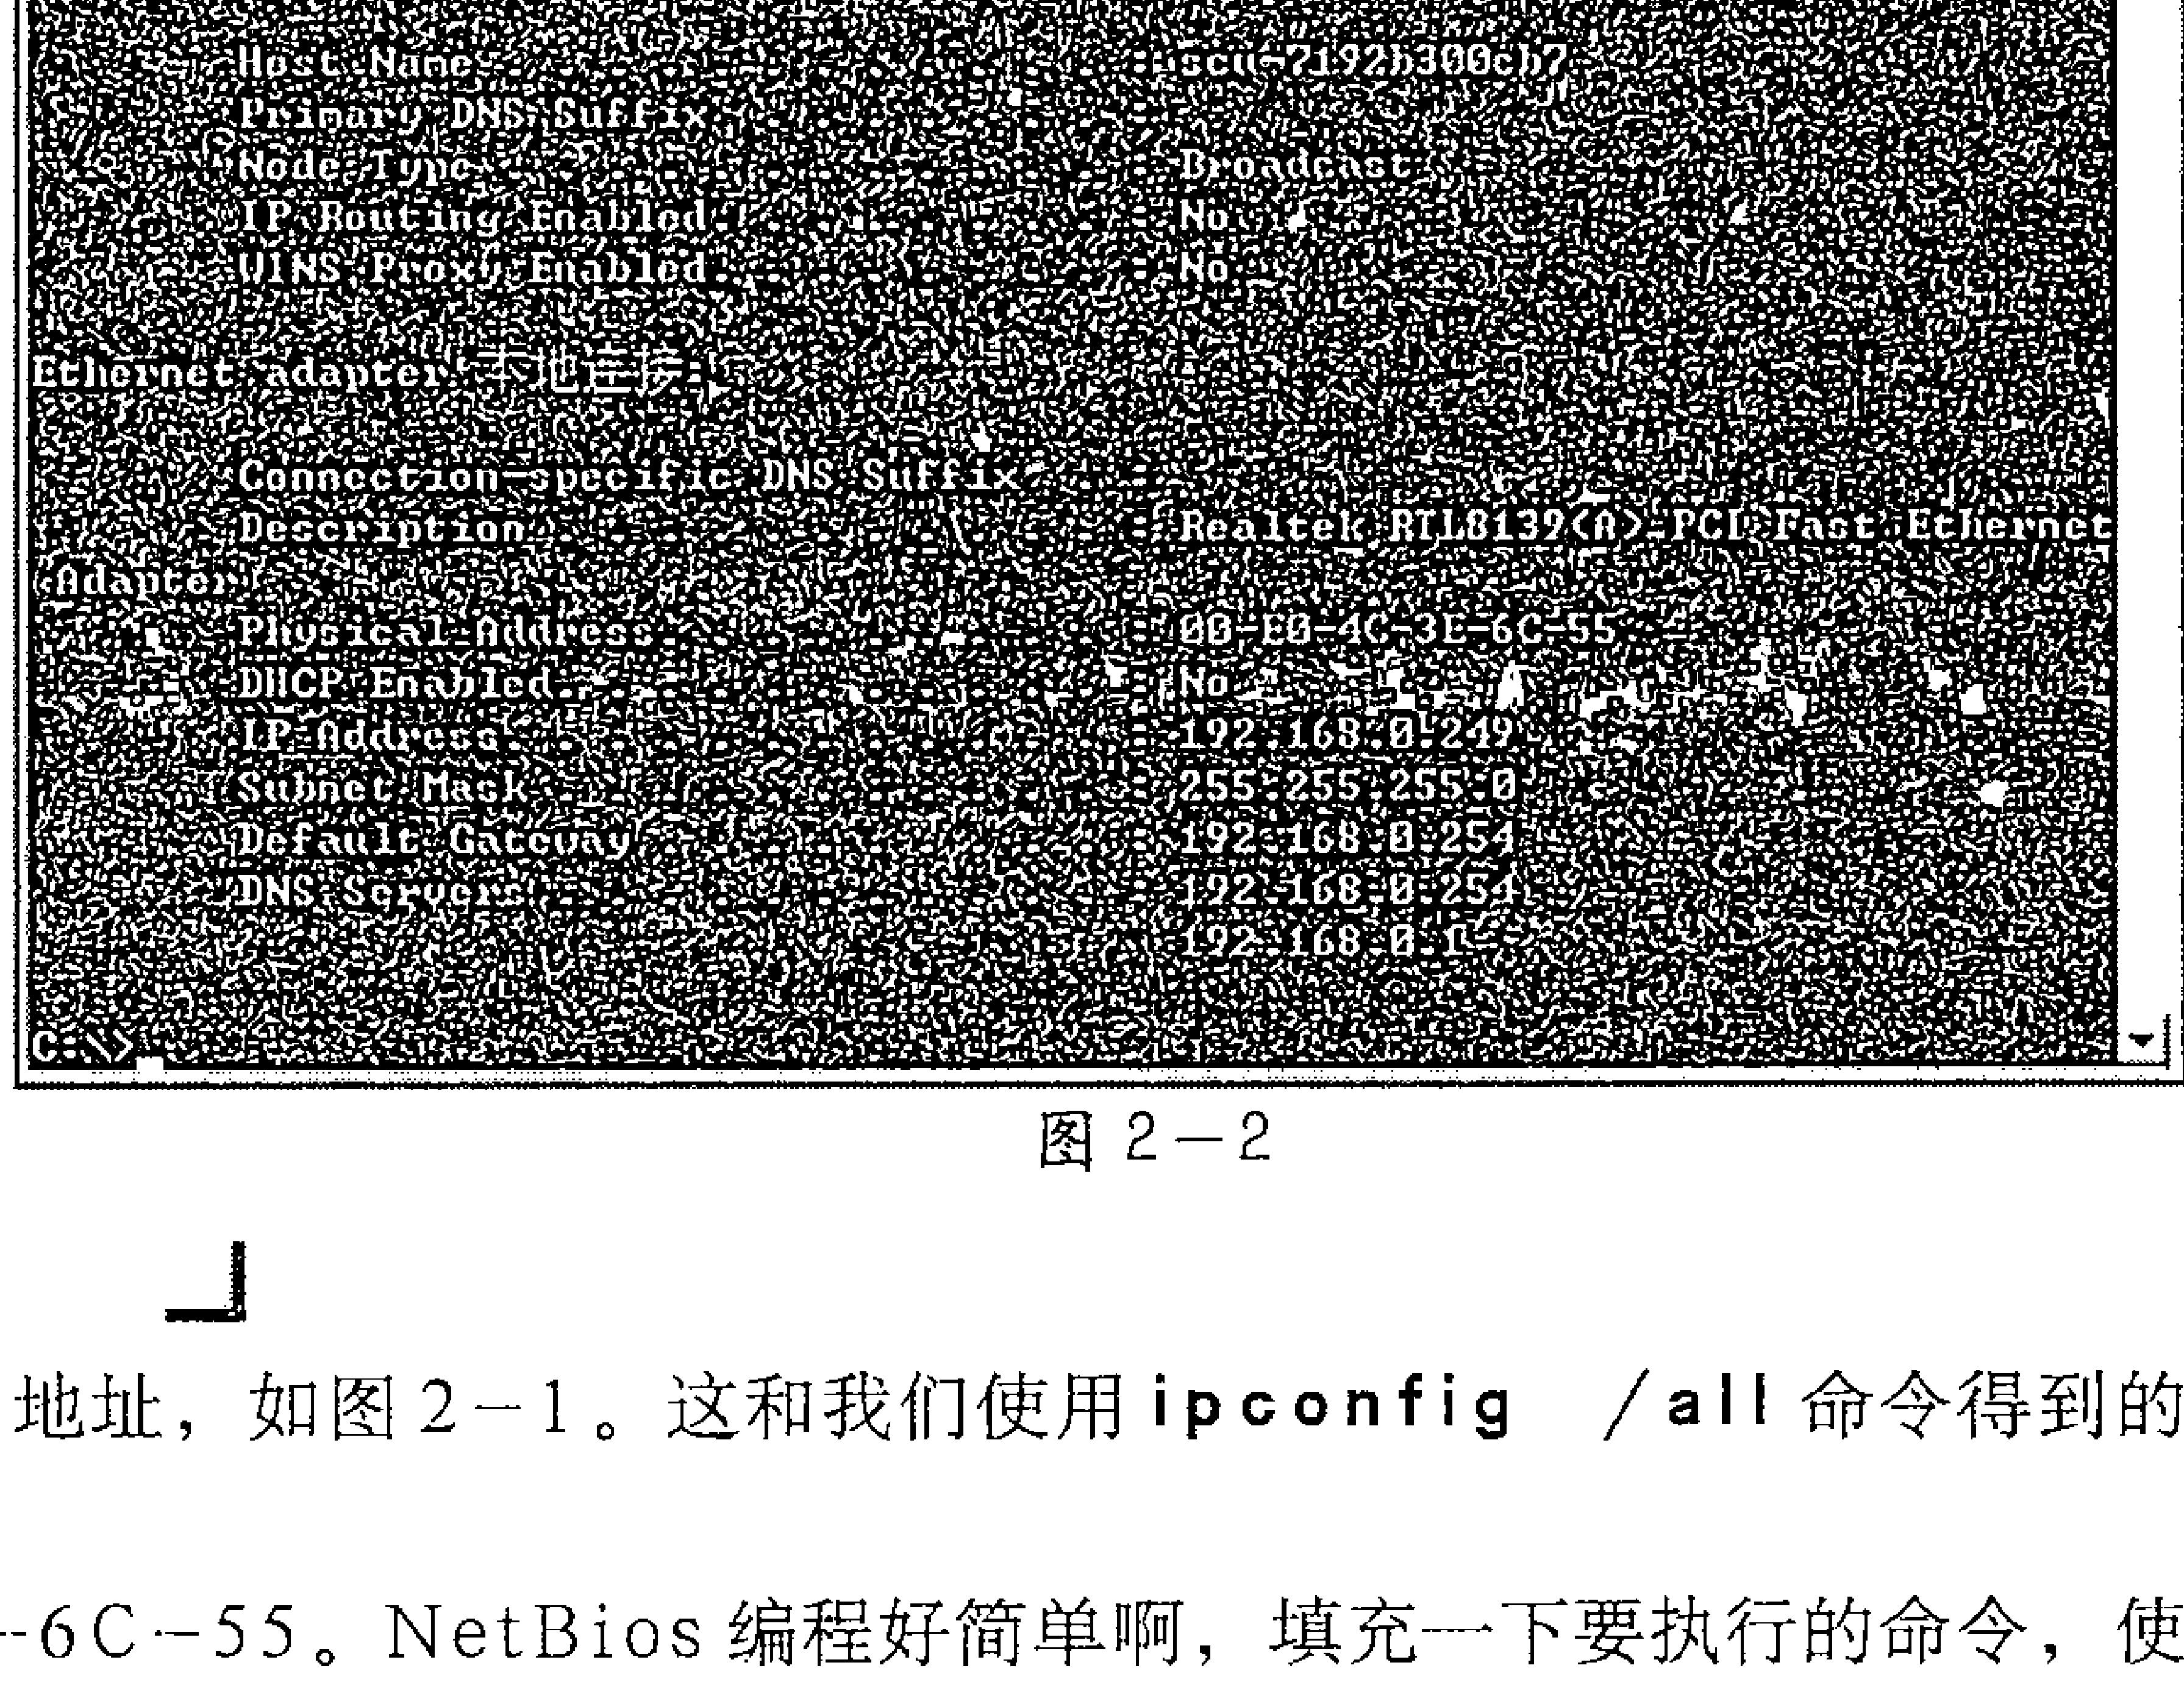 Host Name . . . . . . . . . . . . : scu-7192b300cb7
Primary DNS Suffix . . . . . . . :
Node Type . . . . . . . . . . . . : Broadcast
IP Routing Enabled. . . . . . . . : No
WINS Proxy Enabled. . . . . . . . : No
Ethernet adapter 本地连接:
Connection-specific DNS Suffix . :
Description . . . . . . . . . . . : Realtek RTL8139(A) PCI Fast Ethernet
Adapter
Physical Address. . . . . . . . . : 00-E0-4C-3E-6C-55
DHCP Enabled. . . . . . . . . . . : No
IP Address. . . . . . . . . . . . : 192.168.0.249
Subnet Mask . . . . . . . . . . . : 255.255.255.0
Default Gateway . . . . . . . . . : 192.168.0.254
DNS Servers . . . . . . . . . . . : 192.168.0.254
192.168.0.1
C:\>
图 2-2
地址，如图2-1。这和我们使用ipconfig /all命令得到的
-6C-55。NetBios编程好简单啊，填充一下要执行的命令，使